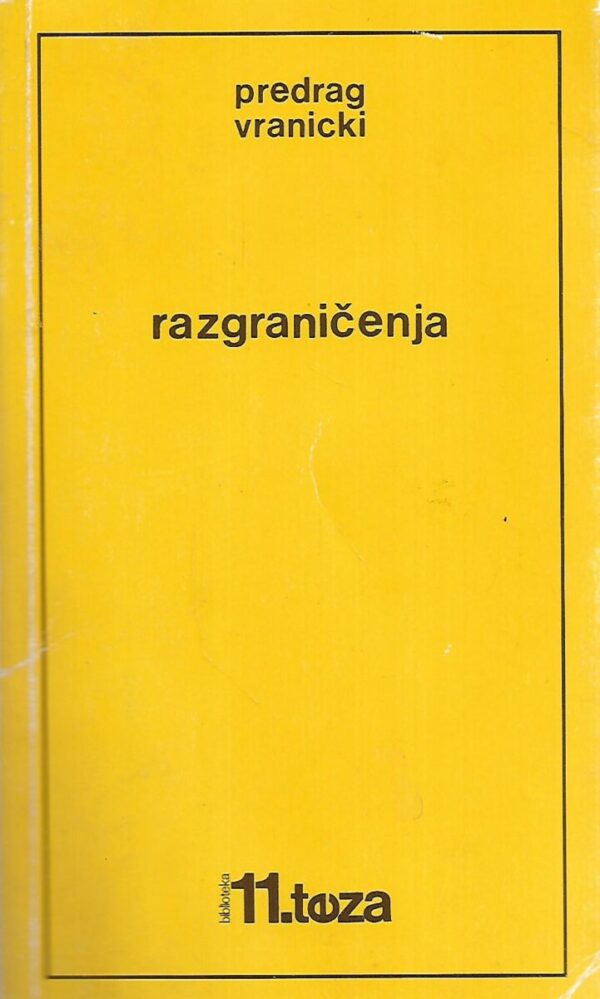 predrag
vranicki
razgraničenja
biblioteka
11.teza